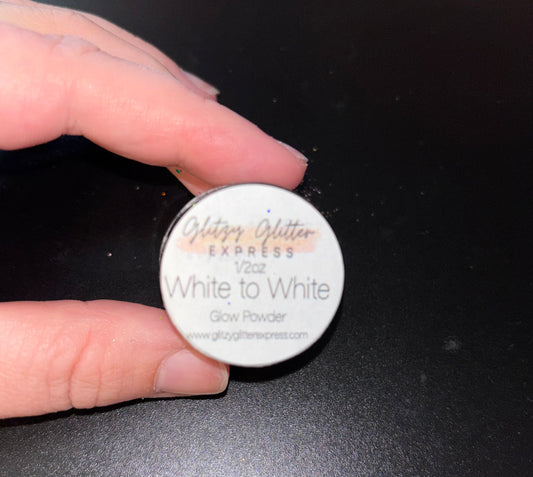 Glitzy Glitter
EXPRESS
1/2oz
White to White
Glow Powder
www.glitzyglitterexpress.com